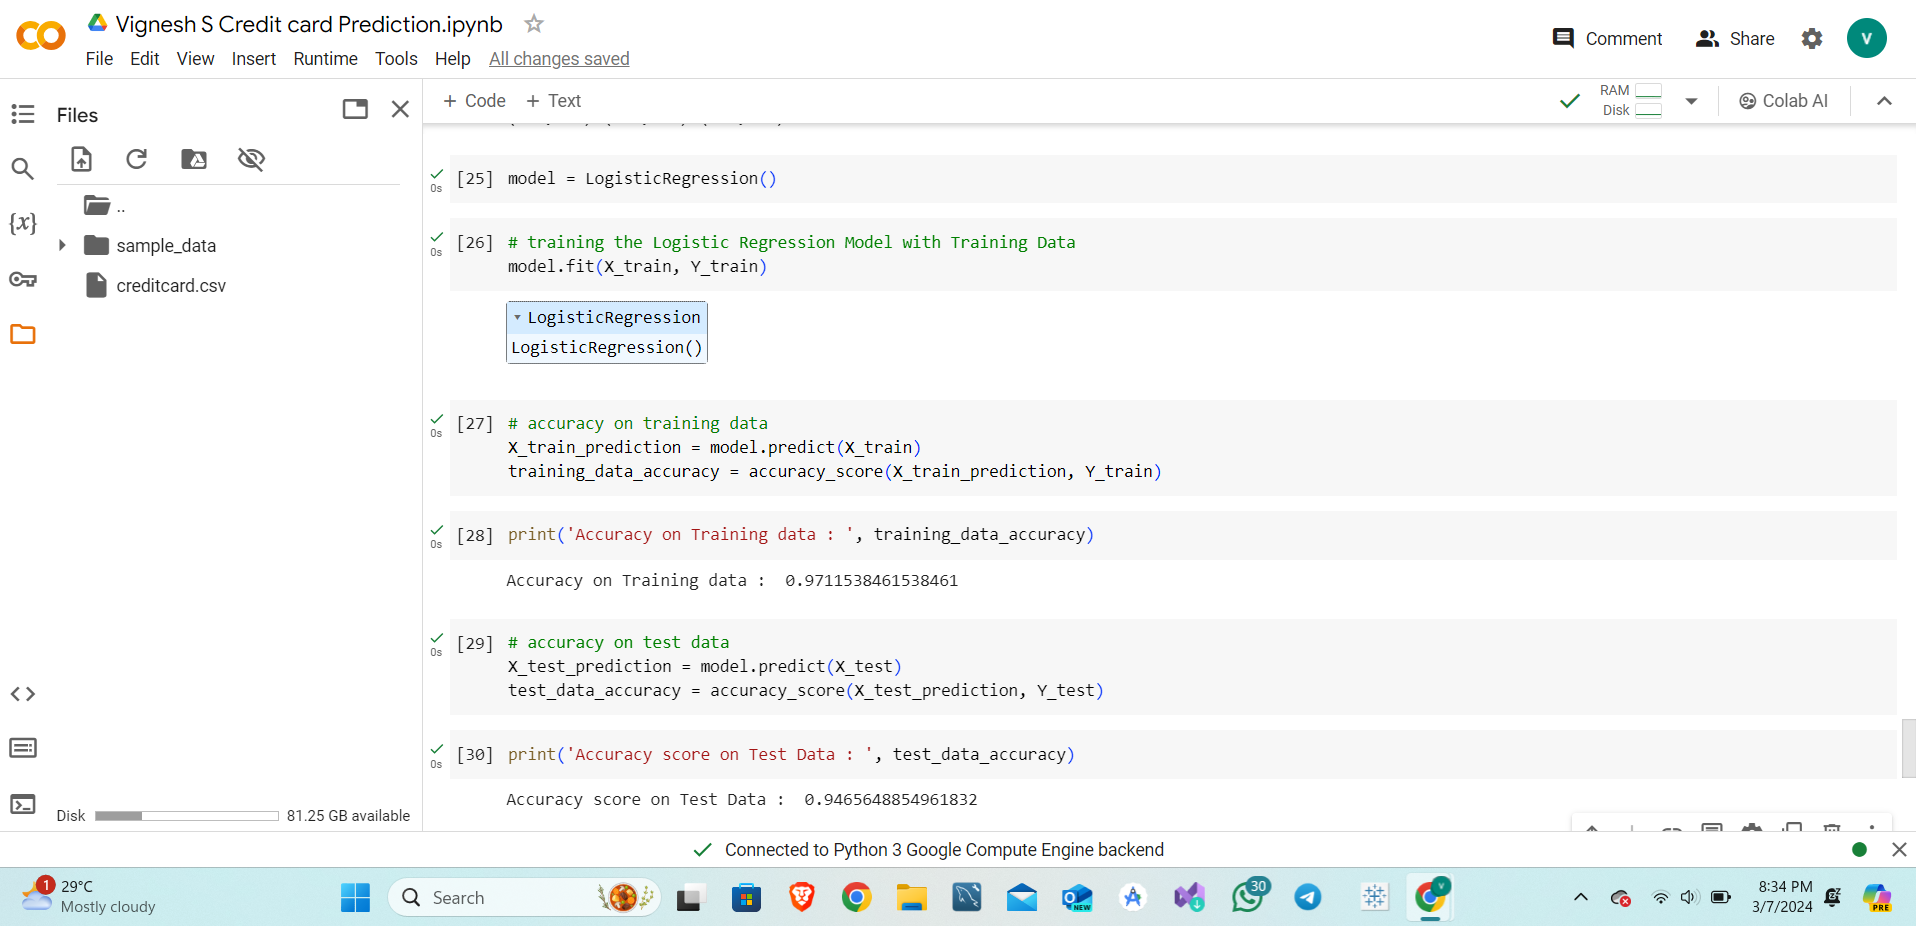 Vignesh S Credit card Prediction.ipynb
File Edit View Insert Runtime Tools Help All changes saved
Comment Share V
Files
+ Code + Text
RAM
Disk
Colab AI
{x}
..
sample_data
creditcard.csv
Disk 81.25 GB available
0s
[25] model = LogisticRegression()
0s
[26] # training the Logistic Regression Model with Training Data
model.fit(X_train, Y_train)
LogisticRegression
LogisticRegression()
0s
[27] # accuracy on training data
X_train_prediction = model.predict(X_train)
training_data_accuracy = accuracy_score(X_train_prediction, Y_train)
0s
[28] print('Accuracy on Training data : ', training_data_accuracy)
Accuracy on Training data :  0.9711538461538461
0s
[29] # accuracy on test data
X_test_prediction = model.predict(X_test)
test_data_accuracy = accuracy_score(X_test_prediction, Y_test)
0s
[30] print('Accuracy score on Test Data : ', test_data_accuracy)
Accuracy score on Test Data :  0.9465648854961832
Connected to Python 3 Google Compute Engine backend
1
29°C
Mostly cloudy
Search
NEW
30
V
8:34 PM
3/7/2024
PRE